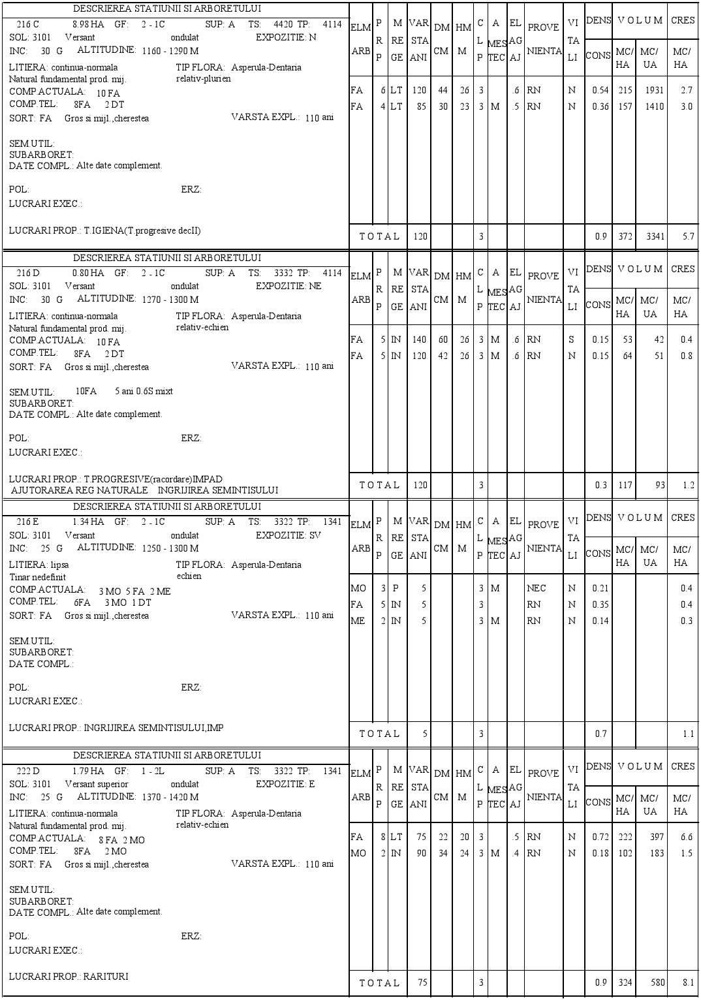 DESCRIEREA STATIUNII SI ARBORETULUI
216 C 8.98 HA GF: 2 - 1C SUP: A TS: 4420 TP: 4114
SOL: 3101 Versant ondulat EXPOZITIE: N
INC: 30 G ALTITUDINE: 1160 - 1290 M
LITIERA: continua-normala TIP FLORA: Asperula-Dentaria
Natural fundamental prod. mij. relativ-plurien
COMP.ACTUALA: 10 FA
COMP.TEL: 8FA 2 DT
SORT: FA Gros si mijl.,cherestea VARSTA EXPL.: 110 ani
SEM.UTIL:
SUBARBORET:
DATE COMPL.: Alte date complement.
POL: ERZ:
LUCRARI EXEC.:
LUCRARI PROP.: T.IGIENA(T.progresive decII)
ELM P M VAR DM HM C A EL PROVE VI DENS V O L U M CRES
R RE STA L MES AG TA
ARB P GE ANI CM M P TEC AJ NIENTA LI CONS MC/ MC/ MC/
HA UA HA
FA 6 LT 120 44 26 3 .6 RN N 0.54 215 1931 2.7
FA 4 LT 85 30 23 3 M .5 RN N 0.36 157 1410 3.0
T O T A L 120 3 0.9 372 3341 5.7
DESCRIEREA STATIUNII SI ARBORETULUI
216 D 0.80 HA GF: 2 - 1C SUP: A TS: 3332 TP: 4114
SOL: 3101 Versant ondulat EXPOZITIE: NE
INC: 30 G ALTITUDINE: 1270 - 1300 M
LITIERA: continua-normala TIP FLORA: Asperula-Dentaria
Natural fundamental prod. mij. relativ-echien
COMP.ACTUALA: 10 FA
COMP.TEL: 8FA 2 DT
SORT: FA Gros si mijl.,cherestea VARSTA EXPL.: 110 ani
SEM.UTIL: 10FA 5 ani 0.6S mixt
SUBARBORET:
DATE COMPL.: Alte date complement.
POL: ERZ:
LUCRARI EXEC.:
LUCRARI PROP.: T.PROGRESIVE(racordare)IMPAD
AJUTORAREA REG NATURALE INGRIJIREA SEMINTISULUI
ELM P M VAR DM HM C A EL PROVE VI DENS V O L U M CRES
R RE STA L MES AG TA
ARB P GE ANI CM M P TEC AJ NIENTA LI CONS MC/ MC/ MC/
HA UA HA
FA 5 IN 140 60 26 3 M .6 RN S 0.15 53 42 0.4
FA 5 IN 120 42 26 3 M .6 RN N 0.15 64 51 0.8
T O T A L 120 3 0.3 117 93 1.2
DESCRIEREA STATIUNII SI ARBORETULUI
216 E 1.34 HA GF: 2 - 1C SUP: A TS: 3322 TP: 1341
SOL: 3101 Versant ondulat EXPOZITIE: SV
INC: 25 G ALTITUDINE: 1250 - 1300 M
LITIERA: lipsa TIP FLORA: Asperula-Dentaria
Tinar nedefinit echien
COMP.ACTUALA: 3 MO 5 FA 2 ME
COMP.TEL: 6FA 3 MO 1 DT
SORT: FA Gros si mijl.,cherestea VARSTA EXPL.: 110 ani
SEM.UTIL:
SUBARBORET:
DATE COMPL.:
POL: ERZ:
LUCRARI EXEC.:
LUCRARI PROP.: INGRIJIREA SEMINTISULUI,IMP
ELM P M VAR DM HM C A EL PROVE VI DENS V O L U M CRES
R RE STA L MES AG TA
ARB P GE ANI CM M P TEC AJ NIENTA LI CONS MC/ MC/ MC/
HA UA HA
MO 3 P 5 3 M NEC N 0.21 0.4
FA 5 IN 5 3 RN N 0.35 0.4
ME 2 IN 5 3 M RN N 0.14 0.3
T O T A L 5 3 0.7 1.1
DESCRIEREA STATIUNII SI ARBORETULUI
222 D 1.79 HA GF: 1 - 2L SUP: A TS: 3322 TP: 1341
SOL: 3101 Versant superior ondulat EXPOZITIE: E
INC: 25 G ALTITUDINE: 1370 - 1420 M
LITIERA: continua-normala TIP FLORA: Asperula-Dentaria
Natural fundamental prod. mij. relativ-echien
COMP.ACTUALA: 8 FA 2 MO
COMP.TEL: 8FA 2 MO
SORT: FA Gros si mijl.,cherestea VARSTA EXPL.: 110 ani
SEM.UTIL:
SUBARBORET:
DATE COMPL.: Alte date complement.
POL: ERZ:
LUCRARI EXEC.:
LUCRARI PROP.: RARITURI
ELM P M VAR DM HM C A EL PROVE VI DENS V O L U M CRES
R RE STA L MES AG TA
ARB P GE ANI CM M P TEC AJ NIENTA LI CONS MC/ MC/ MC/
HA UA HA
FA 8 LT 75 22 20 3 .5 RN N 0.72 222 397 6.6
MO 2 IN 90 34 24 3 M .4 RN N 0.18 102 183 1.5
T O T A L 75 3 0.9 324 580 8.1